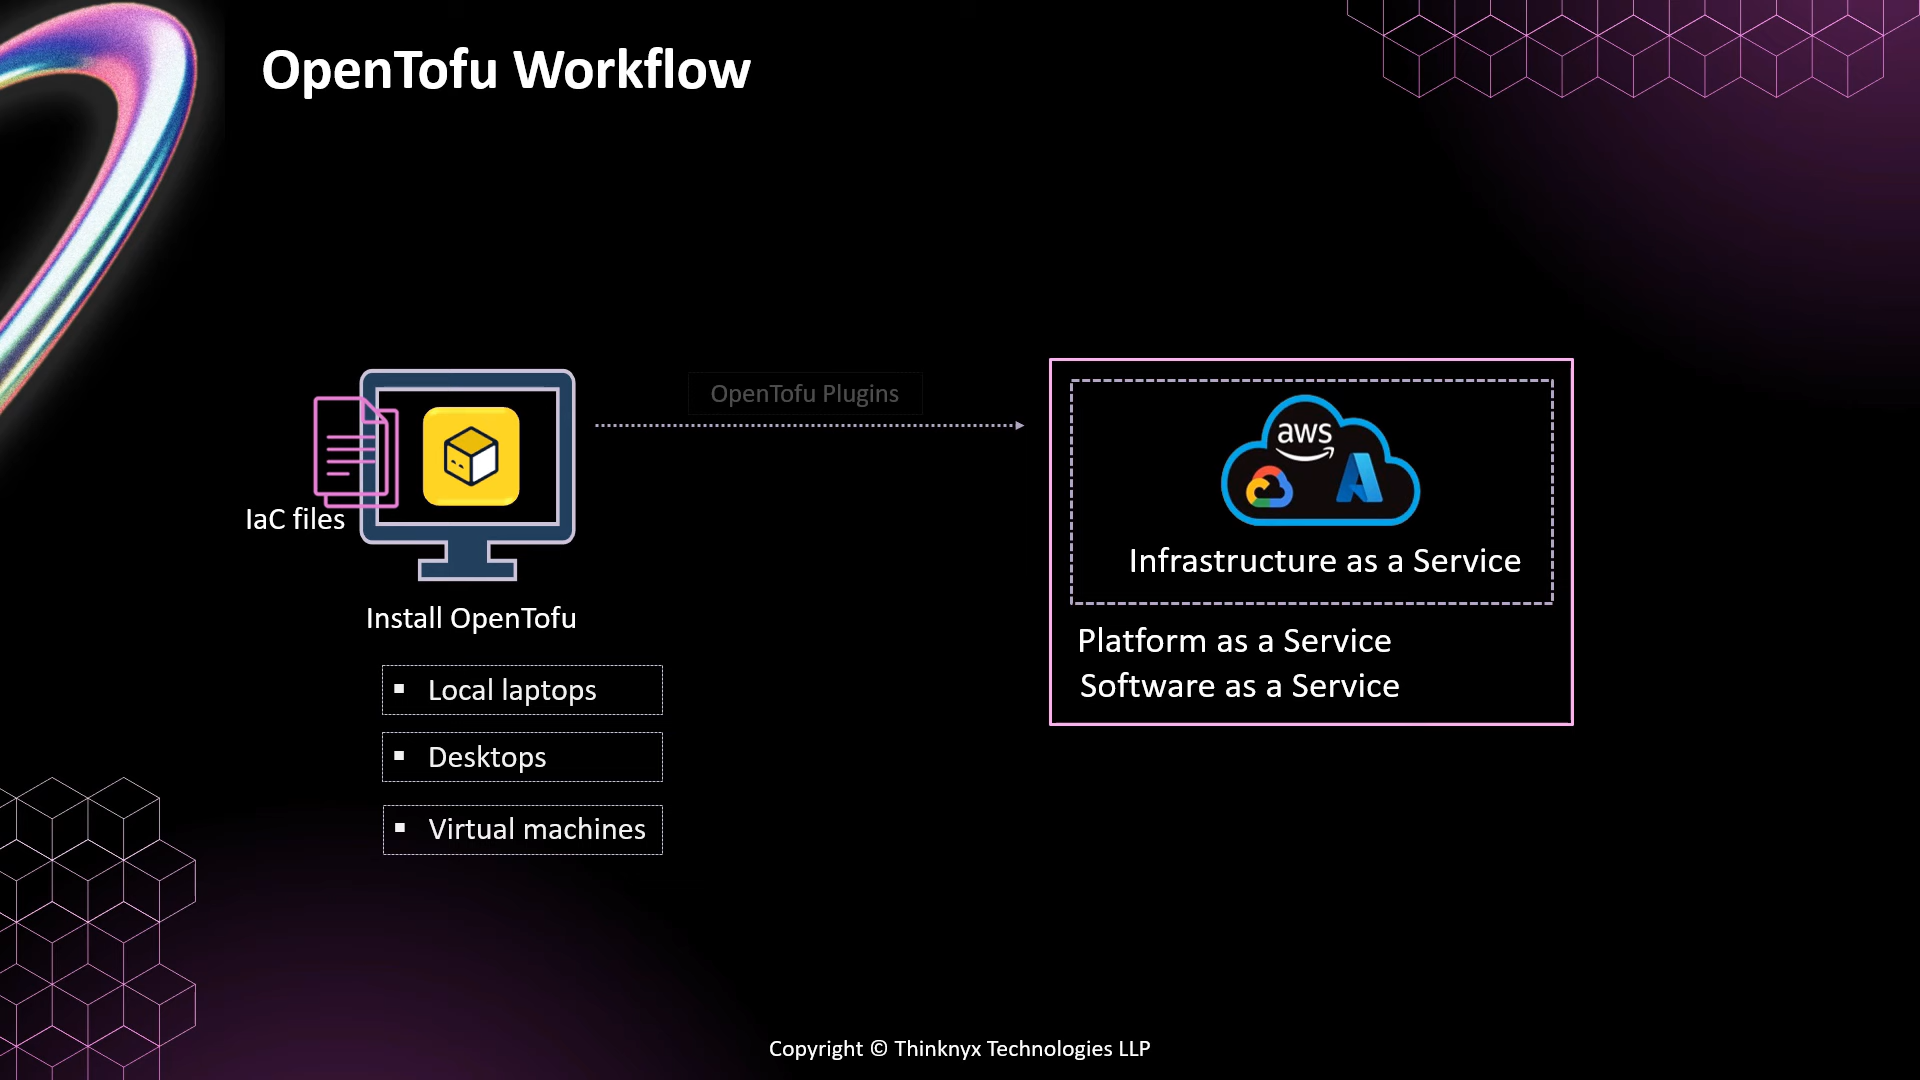 OpenTofu Workflow
OpenTofu Plugins
IaC files
Install OpenTofu
▪ Local laptops
▪ Desktops
▪ Virtual machines
aws
Infrastructure as a Service
Platform as a Service
Software as a Service
Copyright © Thinknyx Technologies LLP